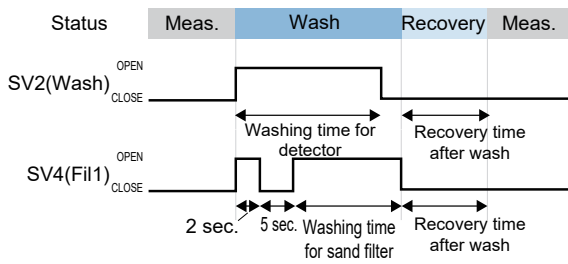 Status Meas. Wash Recovery Meas.
OPEN
SV2(Wash)
CLOSE
Washing time for
detector
Recovery time
after wash
OPEN
SV4(Fil1)
CLOSE
2 sec. 5 sec. Washing time
for sand filter
Recovery time
after wash